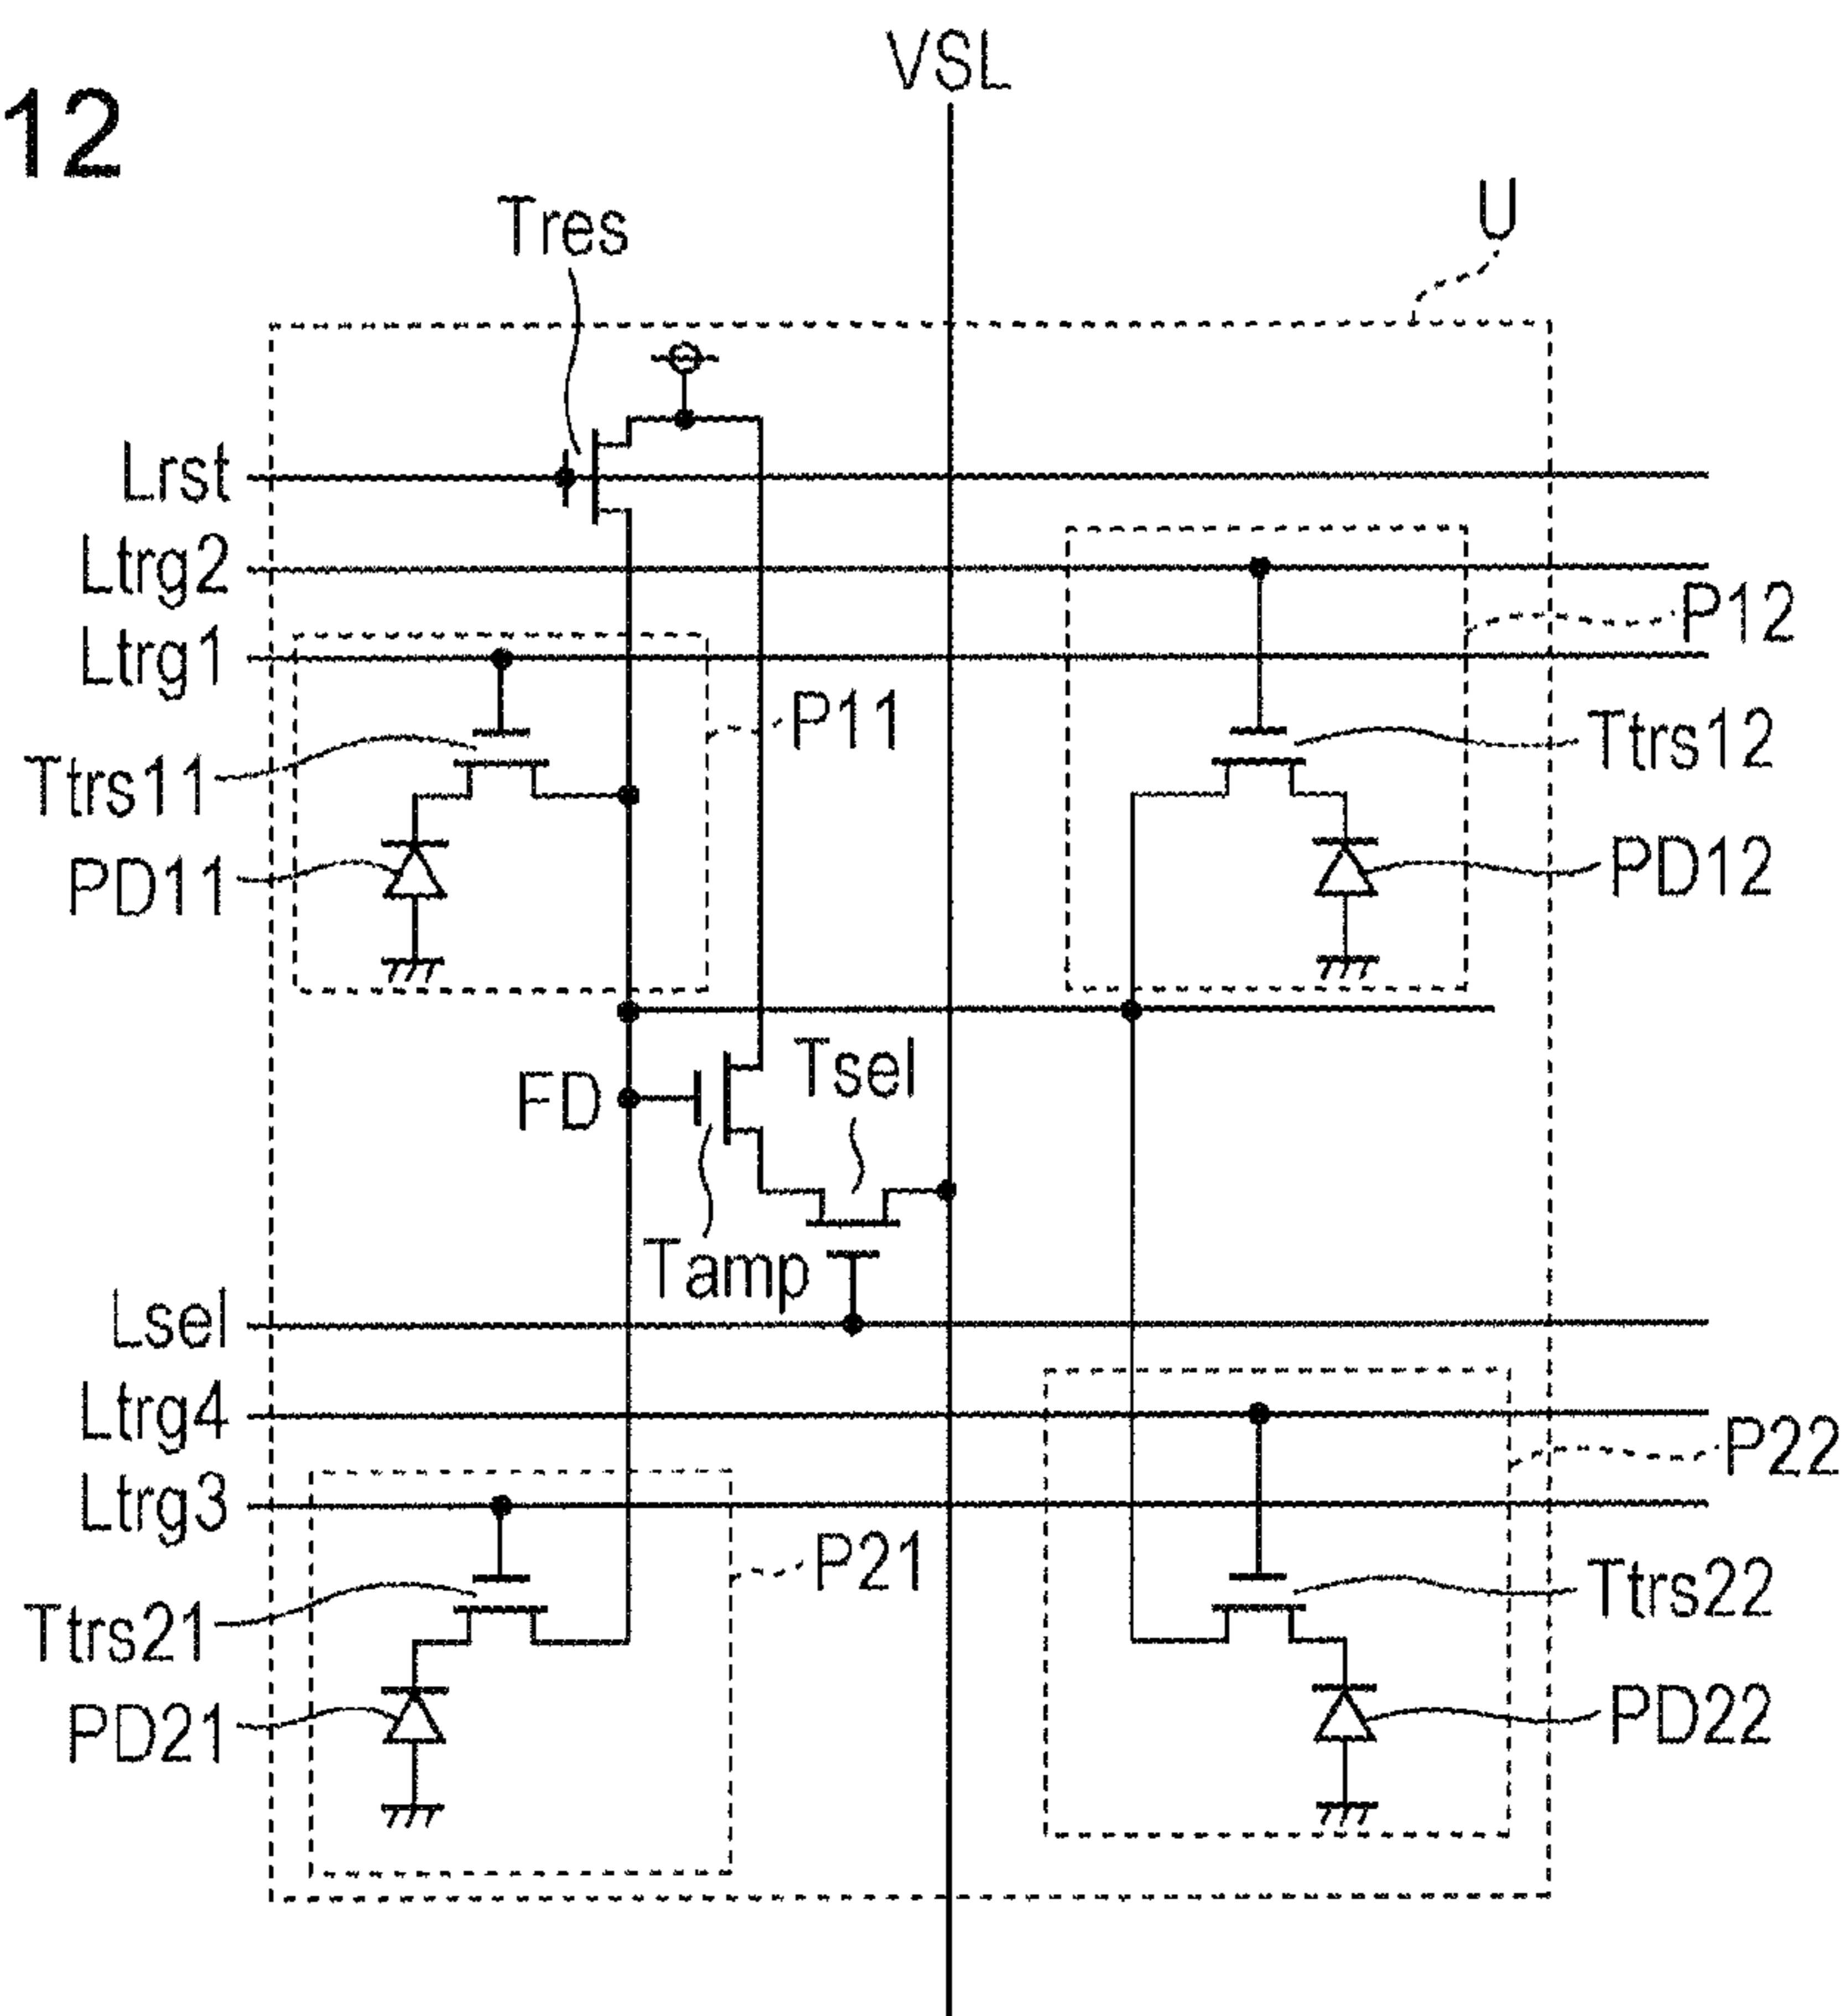 12
VSL
U
Tres
Lrst
Ltrg2
P12
Ltrg1
P11
Ttrs12
Ttrs11
PD12
PD11
Tsel
FD
Tamp
Lsel
Ltrg4
P22
Ltrg3
P21
Ttrs22
Ttrs21
PD22
PD21